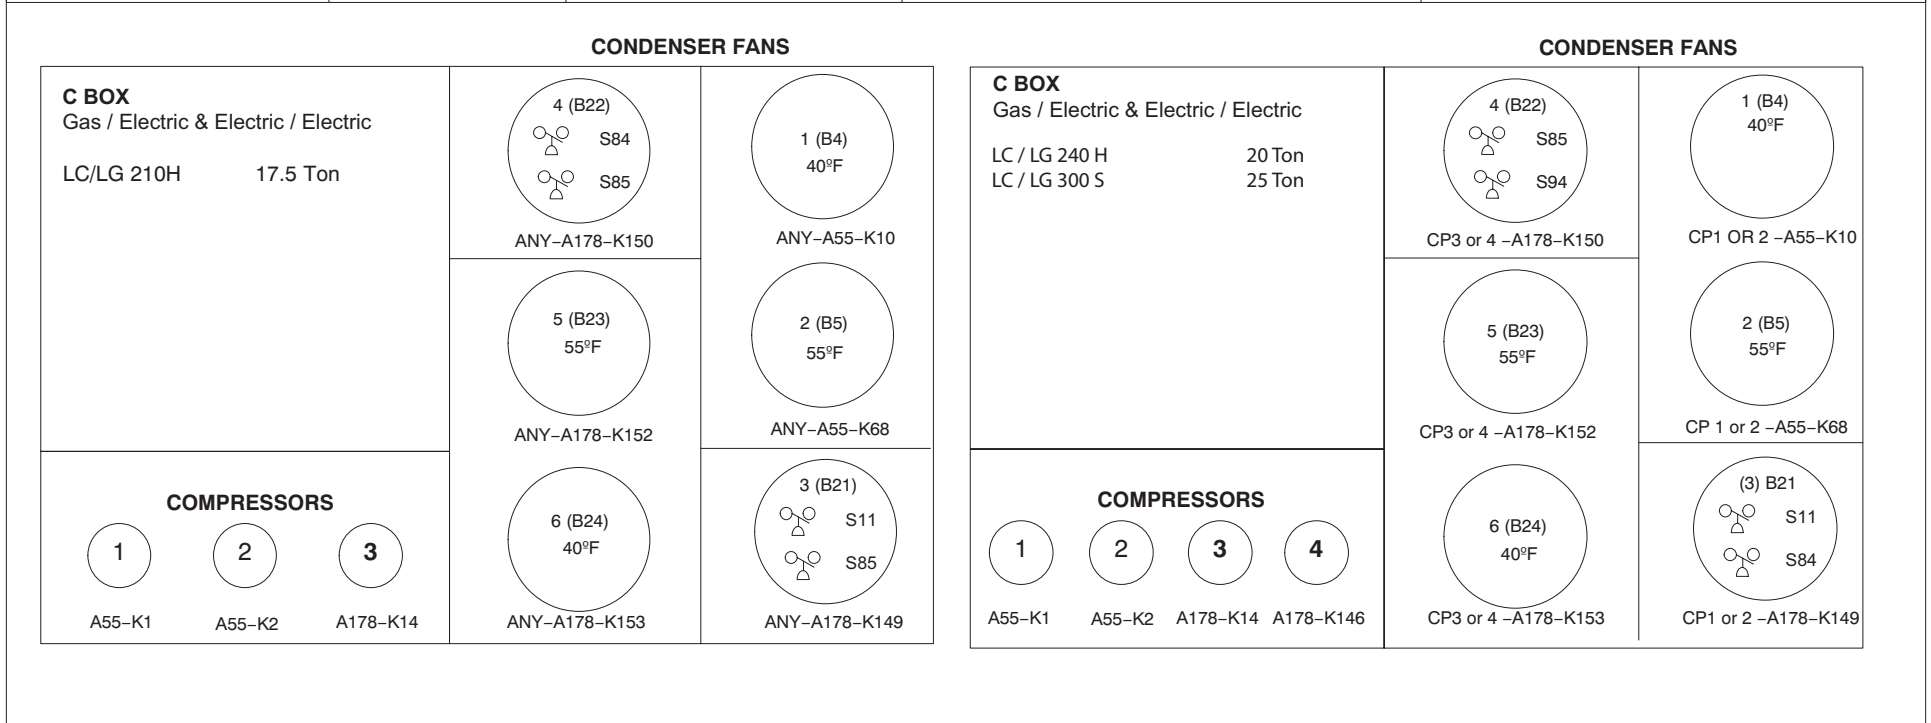 CONDENSER FANS
C BOX
Gas / Electric & Electric / Electric
LC/LG 210H 17.5 Ton
4 (B22)
S84
S85
ANY–A178–K150
1 (B4)
40ºF
ANY–A55–K10
5 (B23)
55ºF
ANY–A178–K152
2 (B5)
55ºF
ANY–A55–K68
COMPRESSORS
1
2
3
A55–K1
A55–K2
A178–K14
6 (B24)
40ºF
ANY–A178–K153
3 (B21)
S11
S85
ANY–A178–K149
CONDENSER FANS
C BOX
Gas / Electric & Electric / Electric
LC / LG 240 H 20 Ton
LC / LG 300 S 25 Ton
4 (B22)
S85
S94
CP3 or 4 –A178–K150
1 (B4)
40ºF
CP1 OR 2 –A55–K10
5 (B23)
55ºF
CP3 or 4 –A178–K152
2 (B5)
55ºF
CP 1 or 2 –A55–K68
COMPRESSORS
1
2
3
4
A55–K1
A55–K2
A178–K14
A178–K146
6 (B24)
40ºF
CP3 or 4 –A178–K153
(3) B21
S11
S84
CP1 or 2 –A178–K149